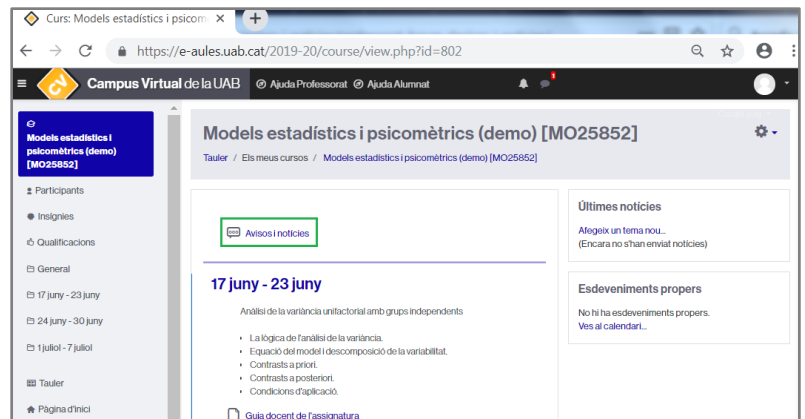 Curs: Models estadístics i psicom
https://e-aules.uab.cat/2019-20/course/view.php?id=802
Campus Virtual de la UAB
Ajuda Professorat
Ajuda Alumnat
1
CV
Models estadístics i
psicomètrics (demo)
[MO25852]
Participants
Insígnies
Qualificacions
General
17 juny - 23 juny
24 juny - 30 juny
1 juliol - 7 juliol
Tauler
Pàgina d'inici
Models estadístics i psicomètrics (demo) [MO25852]
Tauler / Els meus cursos / Models estadístics i psicomètrics (demo) [MO25852]
Avisos i notícies
17 juny - 23 juny
Anàlisi de la variància unifactorial amb grups independents
La lògica de l'anàlisi de la variància.
Equació del model i descomposició de la variabilitat.
Contrasts a priori.
Contrasts a posteriori.
Condicions d'aplicació.
Guia docent de l'assignatura
Últimes notícies
Afegeix un tema nou...
(Encara no s'han enviat notícies)
Esdeveniments propers
No hi ha esdeveniments propers.
Ves al calendari...